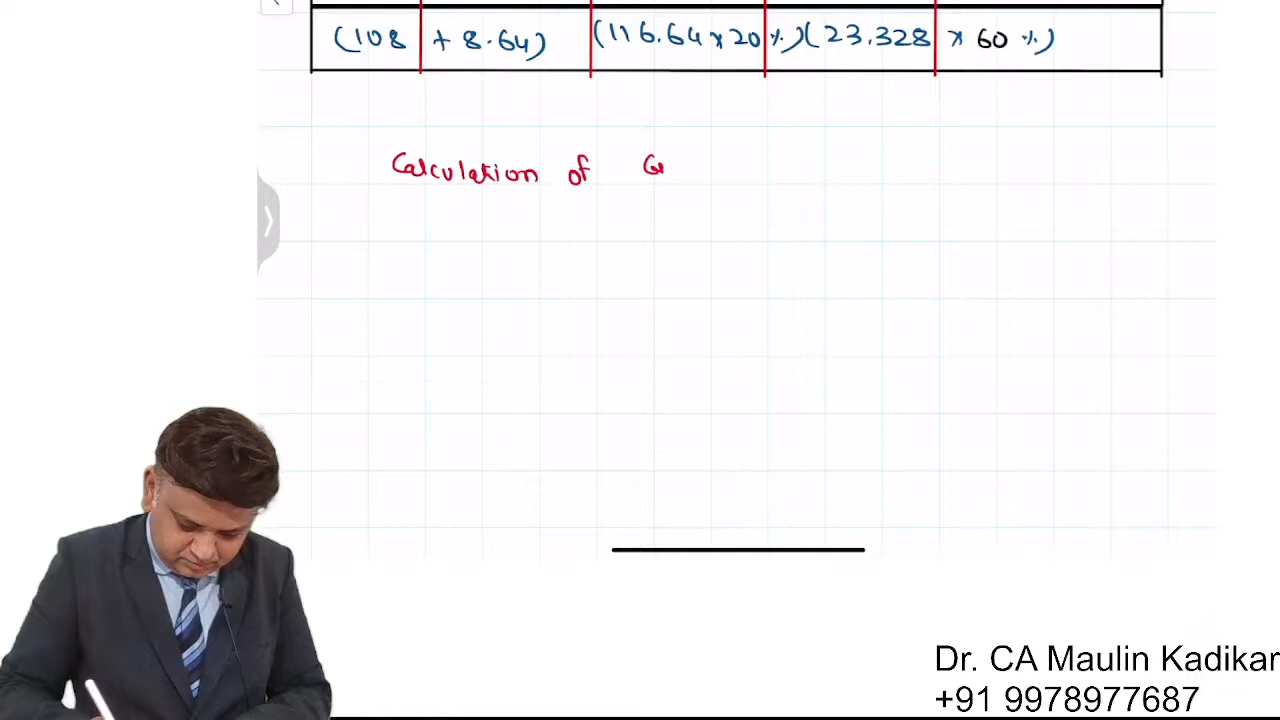 (108 + 8.64) (116.64 x 20 %) (23.328 x 60 %)
Calculation of G
Dr. CA Maulin Kadikar
+91 9978977687